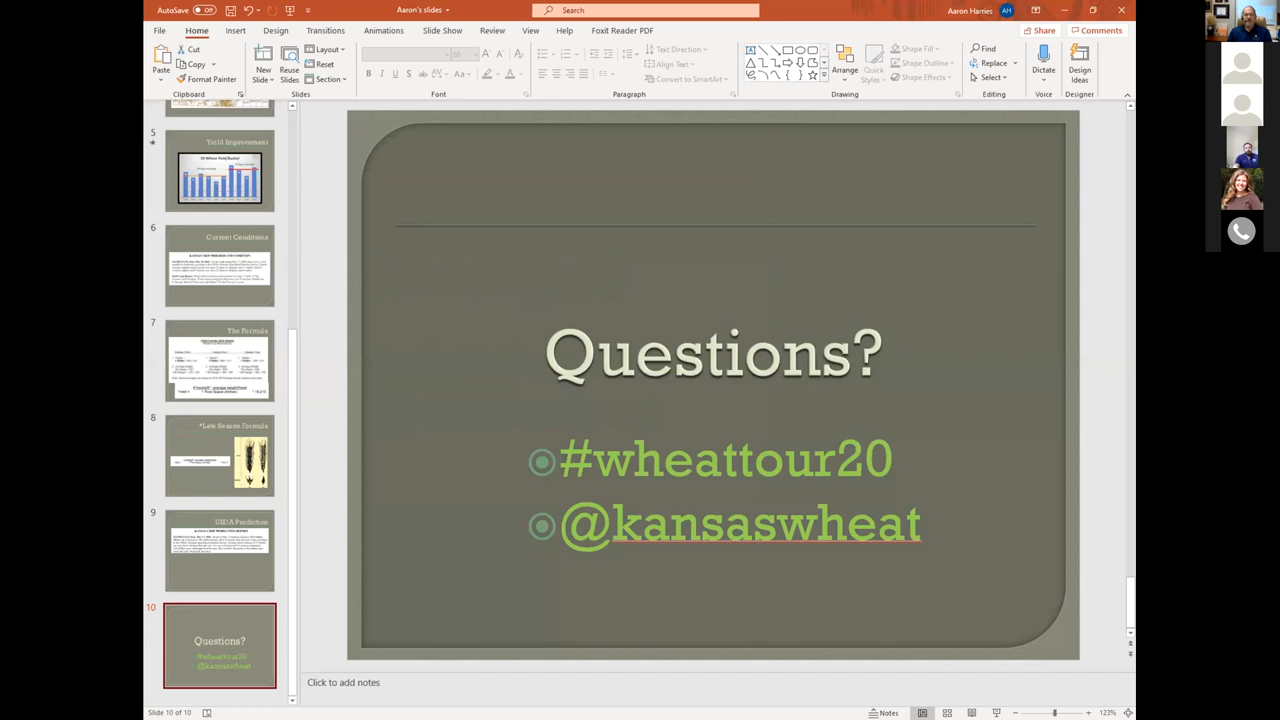 AutoSave Off
Aaron's slides
Search
Aaron Harries
AH
File Home Insert Design Transitions Animations Slide Show Review View Help Foxit Reader PDF
Share Comments
Paste
Cut
Copy
Format Painter
Clipboard
New Slide
Reuse Slides
Layout
Reset
Section
Slides
Font
Text Direction
Align Text
Convert to SmartArt
Paragraph
Arrange
Quick Styles
Shape Fill
Shape Outline
Shape Effects
Drawing
Find
Replace
Select
Editing
Dictate
Voice
Design Ideas
Designer
5
Yield Improvement
6
Current Conditions
7
The Formula
8
*Late Season Formula
9
USDA Prediction
10
Questions?
#wheattour20
@kansaswheat
Questions?
#wheattour20
@kansaswheat
Click to add notes
Slide 10 of 10
Notes
123%